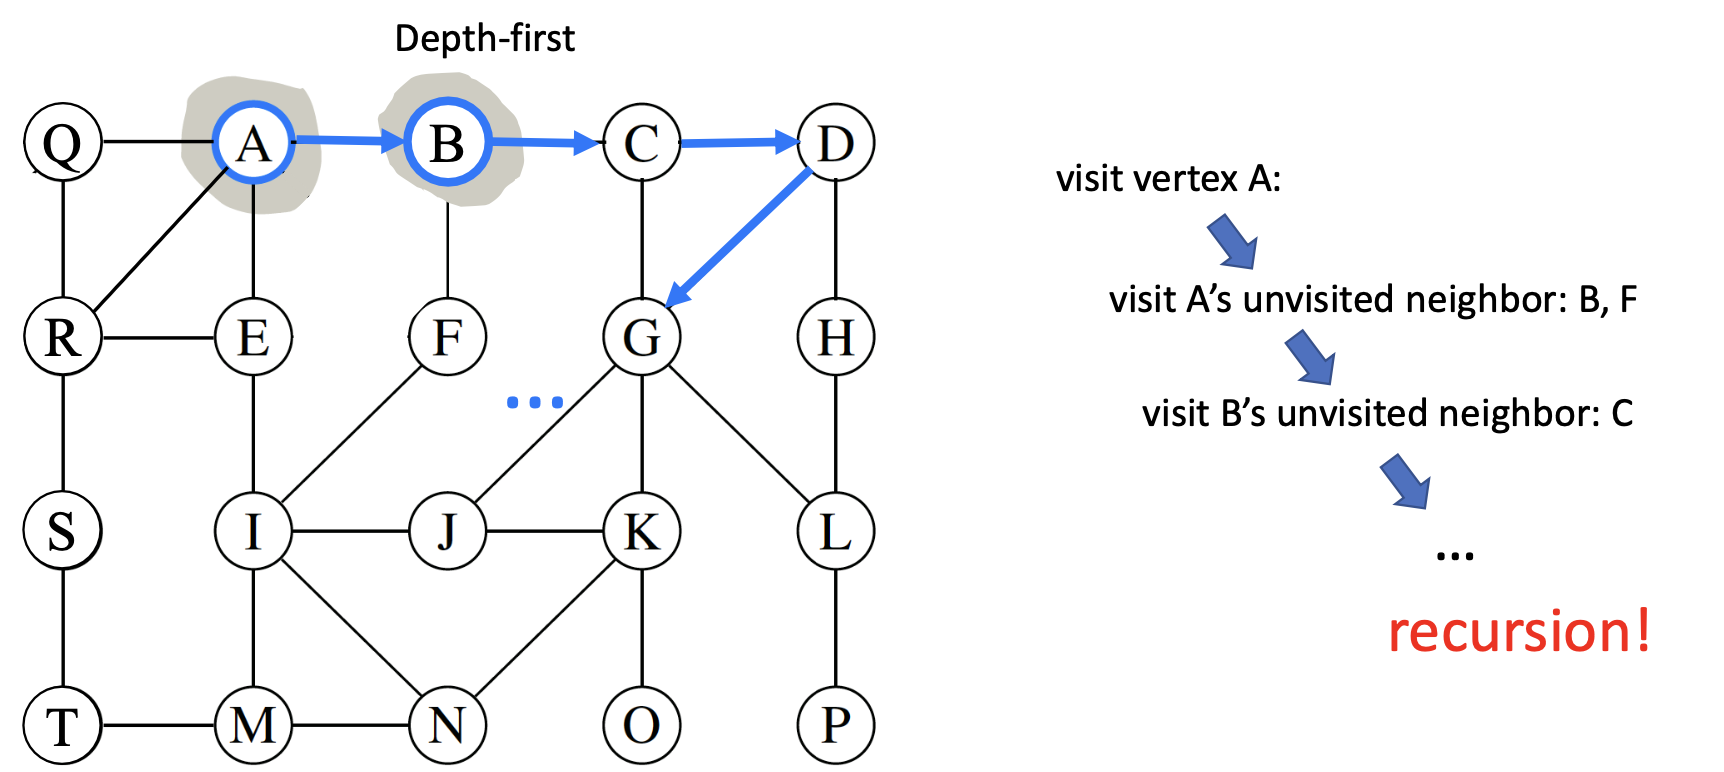 Depth-first
Q A B C D
R E F G H
...
S I J K L
T M N O P
visit vertex A:
visit A’s unvisited neighbor: B, F
visit B’s unvisited neighbor: C
...
recursion!